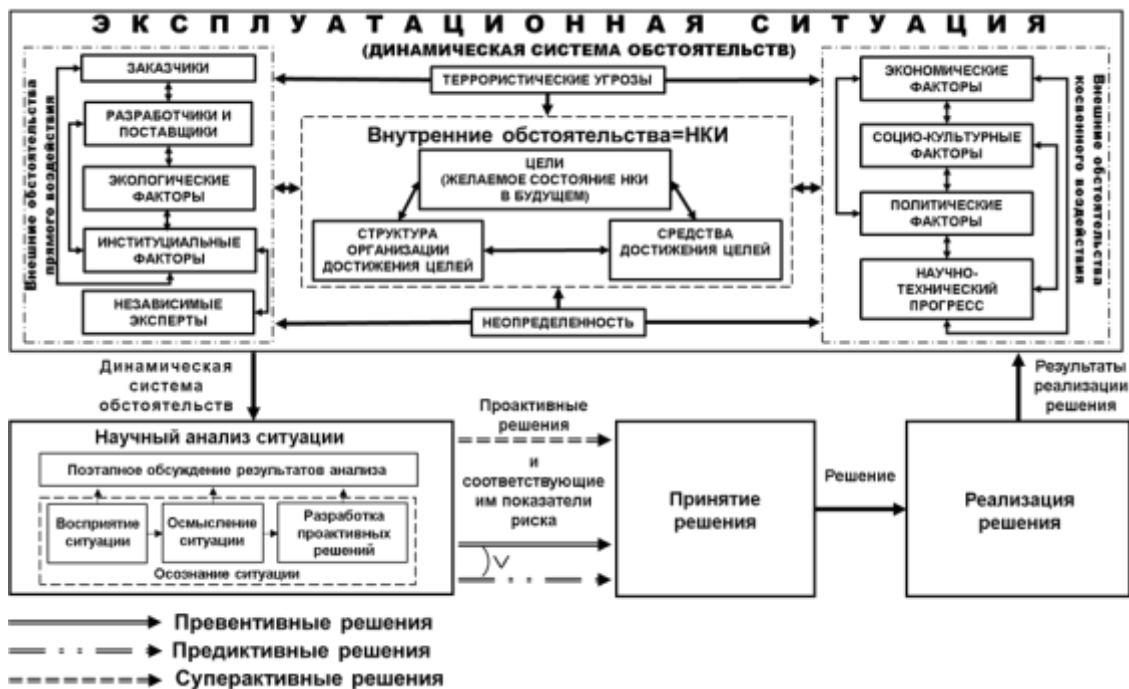 ЭКСПЛУАТАЦИОННАЯ СИТУАЦИЯ
(ДИНАМИЧЕСКАЯ СИСТЕМА ОБСТОЯТЕЛЬСТВ)
Внешние обстоятельства
прямого воздействия
ЗАКАЗЧИКИ
РАЗРАБОТЧИКИ И
ПОСТАВЩИКИ
ЭКОЛОГИЧЕСКИЕ
ФАКТОРЫ
ИНСТИТУЦИАЛЬНЫЕ
ФАКТОРЫ
НЕЗАВИСИМЫЕ
ЭКСПЕРТЫ
ТЕРРОРИСТИЧЕСКИЕ УГРОЗЫ
Внутренние обстоятельства=НКИ
ЦЕЛИ
(ЖЕЛАЕМОЕ СОСТОЯНИЕ НКИ
В БУДУЩЕМ)
СТРУКТУРА
ОРГАНИЗАЦИИ
ДОСТИЖЕНИЯ ЦЕЛЕЙ
СРЕДСТВА
ДОСТИЖЕНИЯ ЦЕЛЕЙ
НЕОПРЕДЕЛЕННОСТЬ
ЭКОНОМИЧЕСКИЕ
ФАКТОРЫ
СОЦИО-КУЛЬТУРНЫЕ
ФАКТОРЫ
ПОЛИТИЧЕСКИЕ
ФАКТОРЫ
НАУЧНО-
ТЕХНИЧЕСКИЙ
ПРОГРЕСС
Внешние обстоятельства
косвенного воздействия
Динамическая
система
обстоятельств
Результаты
реализации
решения
Научный анализ ситуации
Поэтапное обсуждение результатов анализа
Восприятие
ситуации
Осмысление
ситуации
Разработка
проактивных
решений
Осознание ситуации
Проактивные
решения
и
соответствующие
им показатели
риска
V
Принятие
решения
Решение
Реализация
решения
Превентивные решения
Предиктивные решения
Суперактивные решения